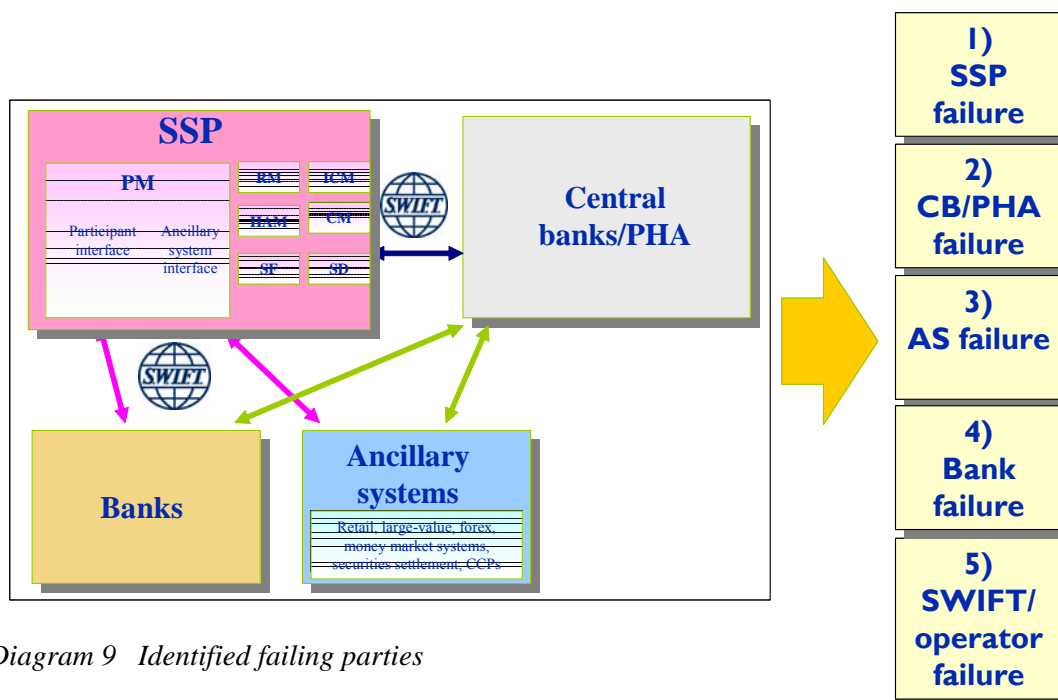 SSP
PM
Participant
interface
Ancillary
system
interface
RM
ICM
HAM
CM
SF
SD
SWIFT
Central
banks/PHA
SWIFT
Banks
Ancillary
systems
Retail, large-value, forex,
money market systems,
securities settlement, CCPs
1)
SSP
failure
2)
CB/PHA
failure
3)
AS failure
4)
Bank
failure
5)
SWIFT/
operator
failure
Diagram 9 Identified failing parties